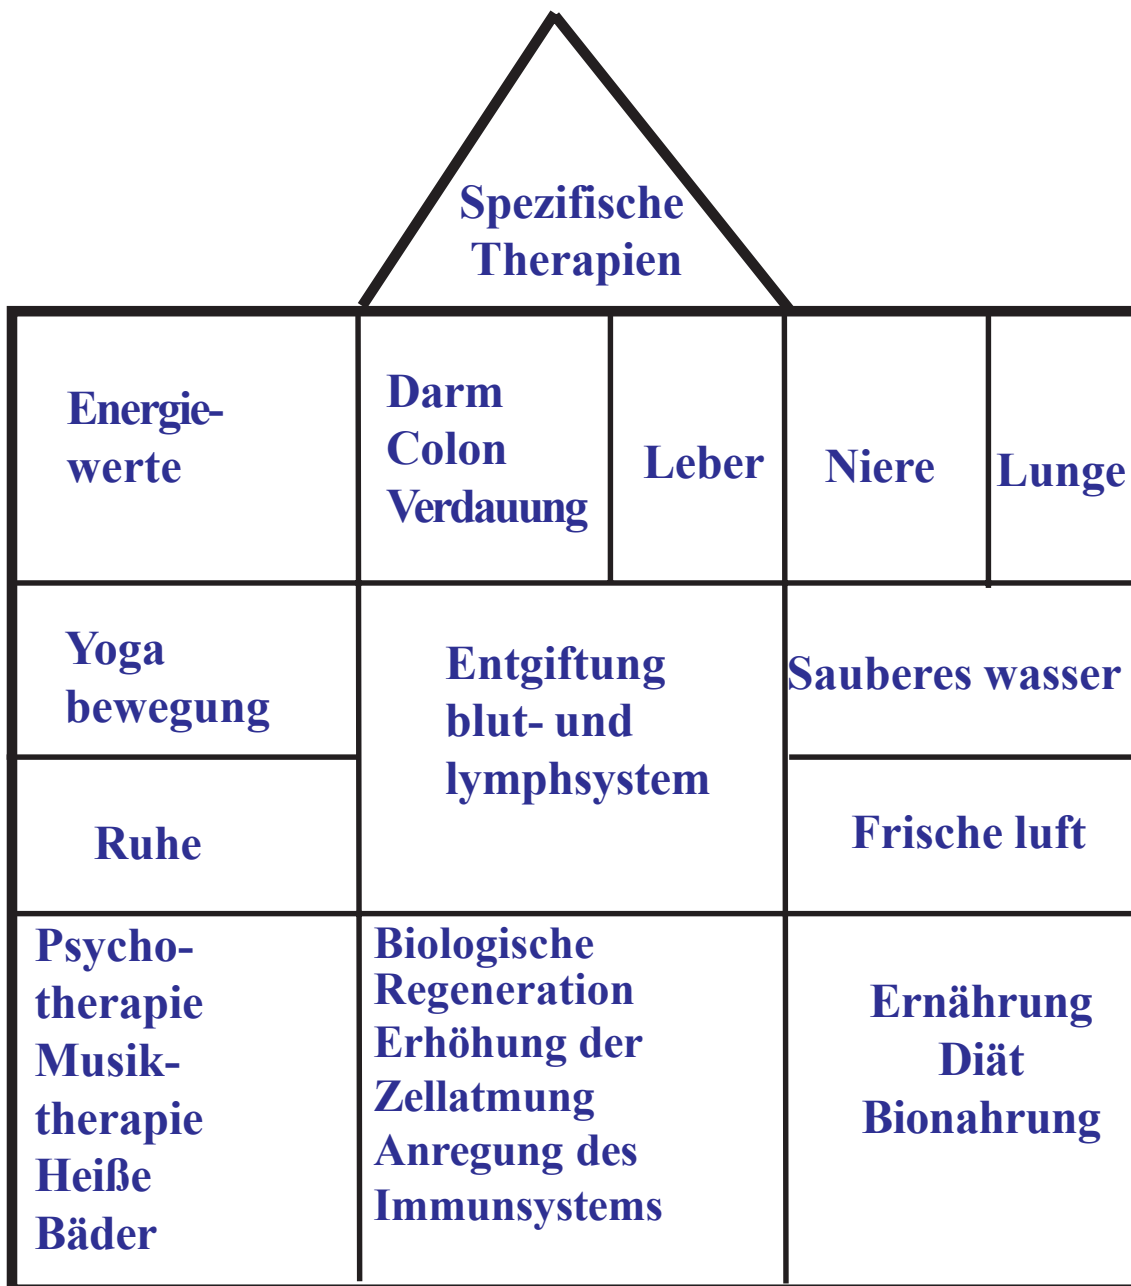 Spezifische
Therapien
Energie-
werte
Darm
Colon
Verdauung
Leber
Niere
Lunge
Yoga
bewegung
Entgiftung
blut- und
lymphsystem
Sauberes wasser
Ruhe
Frische luft
Psycho-
therapie
Musik-
therapie
Heiße
Bäder
Biologische
Regeneration
Erhöhung der
Zellatmung
Anregung des
Immunsystems
Ernährung
Diät
Bionahrung